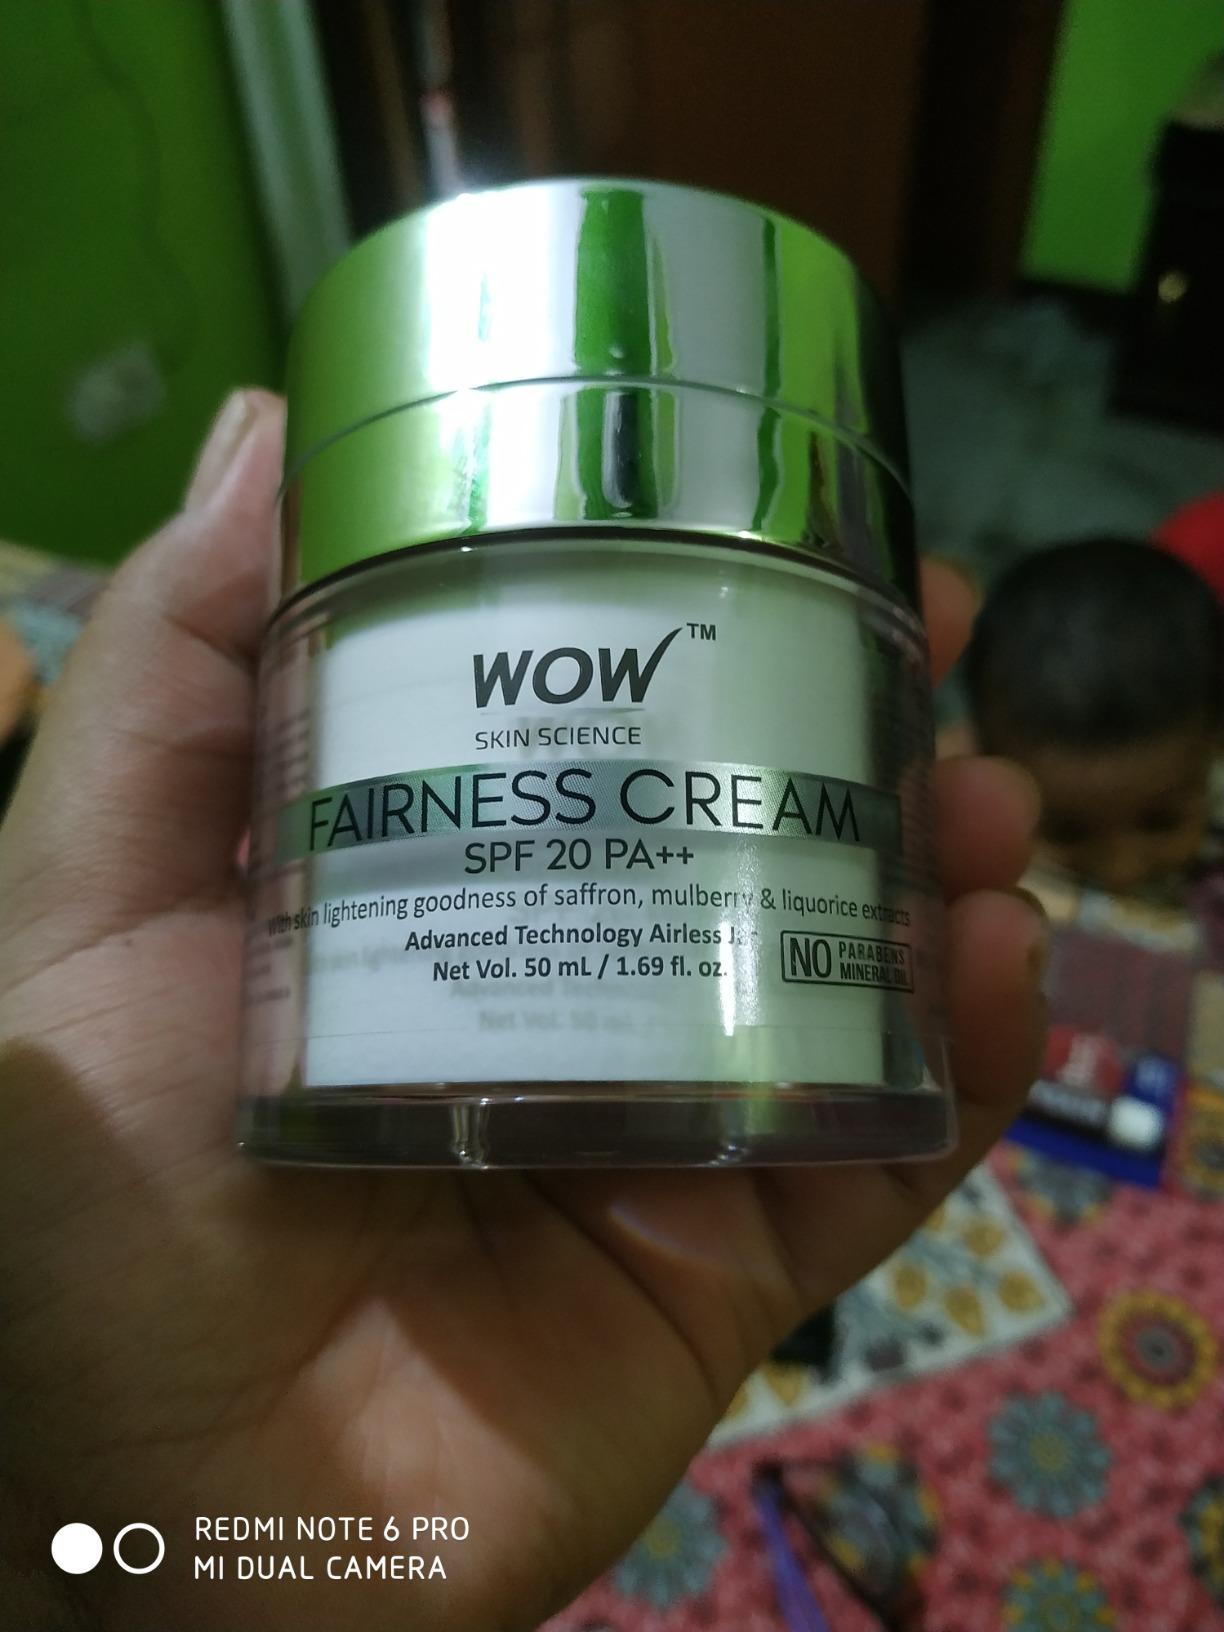 WOW™
SKIN SCIENCE
FAIRNESS CREAM
SPF 20 PA++
With skin lightening goodness of saffron, mulberry & liquorice extracts
Advanced Technology Airless
Net Vol. 50 mL / 1.69 fl. oz.
NO PARABENS
MINERAL OIL
REDMI NOTE 6 PRO
MI DUAL CAMERA